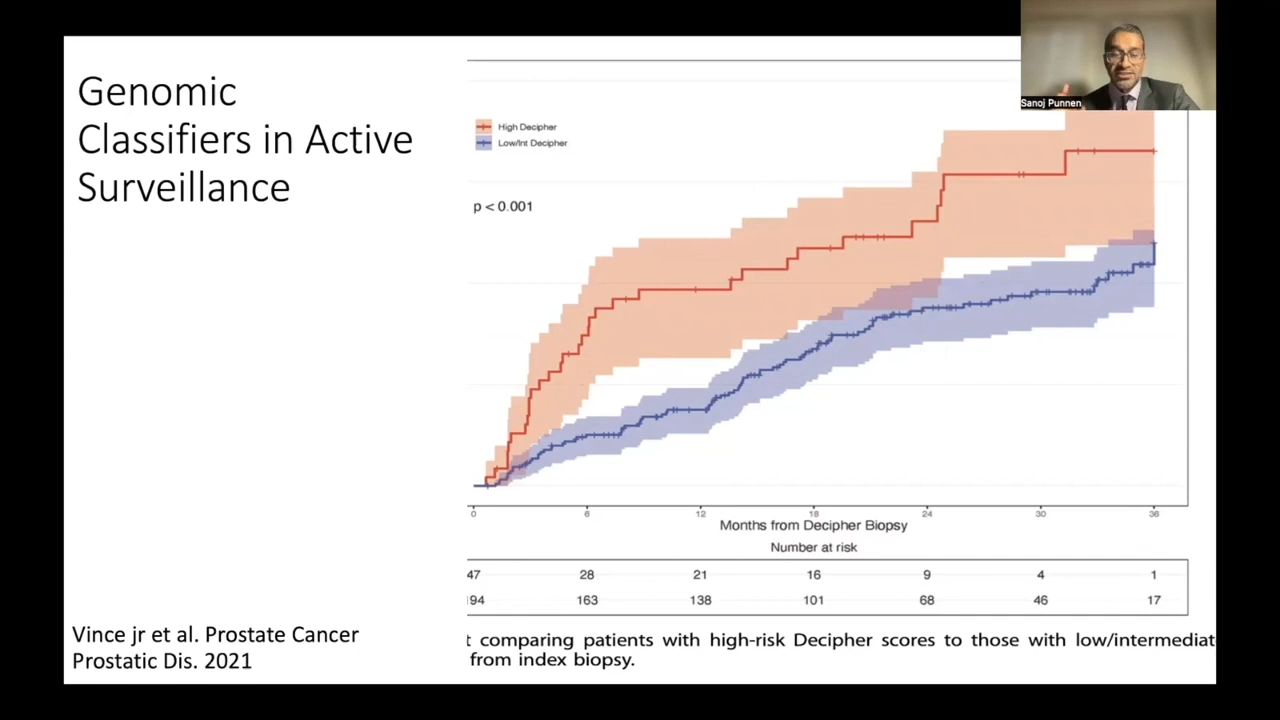 Genomic
Classifiers in Active
Surveillance
Sanoj Punnen
High Decipher
Low/Int Decipher
p < 0.001
0 6 12 18 24 30 36
Months from Decipher Biopsy
Number at risk
47 28 21 16 9 4 1
94 163 138 101 68 46 17
t comparing patients with high-risk Decipher scores to those with low/intermediat
from index biopsy.
Vince jr et al. Prostate Cancer
Prostatic Dis. 2021